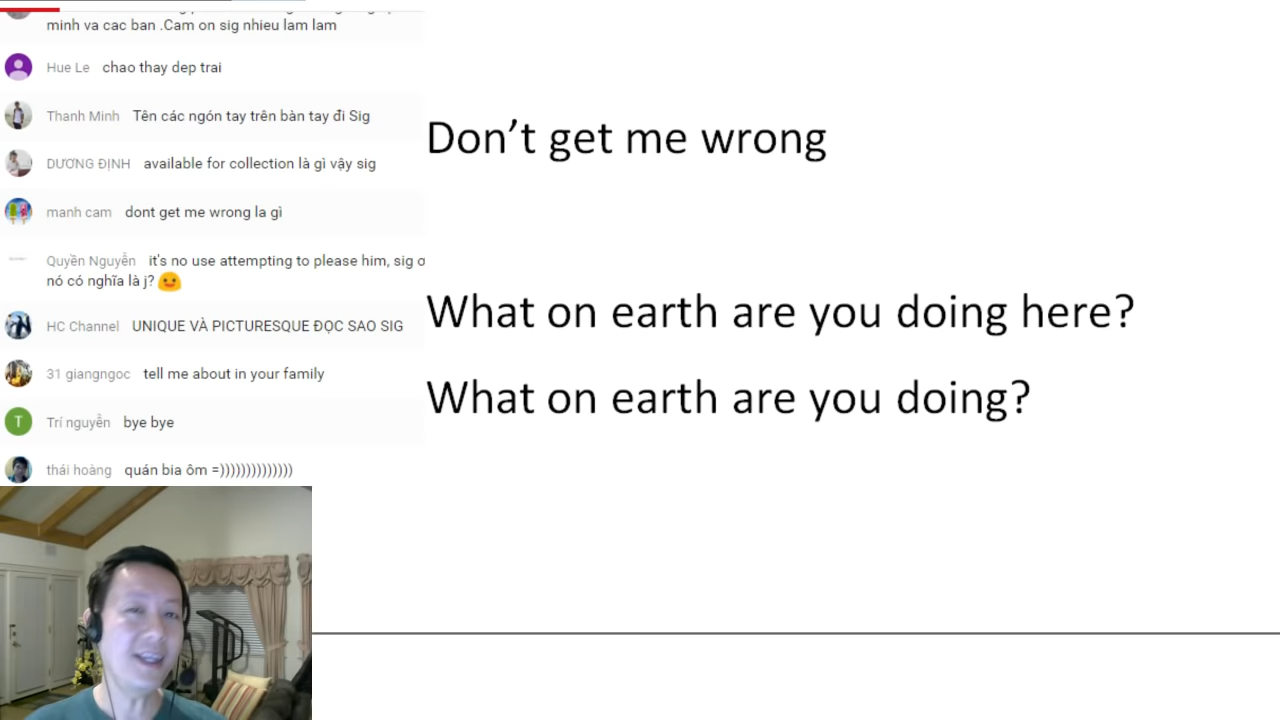 minh va cac ban .Cam on sig nhieu lam lam
Hue Le chao thay dep trai
Thanh Minh Tên các ngón tay trên bàn tay đi Sig
DƯƠNG ĐỊNH available for collection là gì vậy sig
manh cam dont get me wrong la gì
Quyền Nguyễn it's no use attempting to please him, sig ơ
nó có nghĩa là j?
HC Channel UNIQUE VÀ PICTURESQUE ĐỌC SAO SIG
31 giangngoc tell me about in your family
T
Trí nguyễn bye bye
thái hoàng quán bia ôm =))))))))))))))
Don't get me wrong
What on earth are you doing here?
What on earth are you doing?